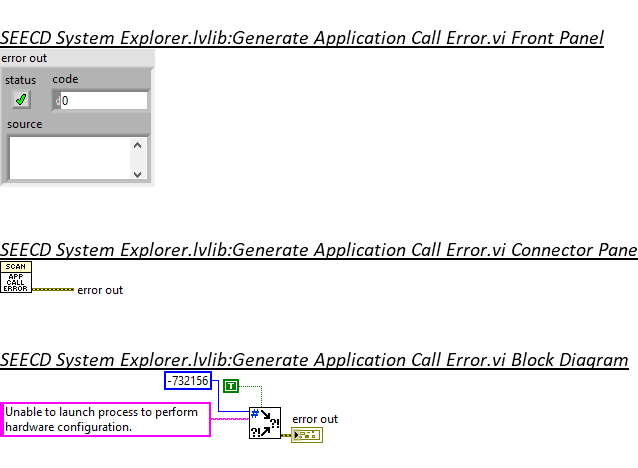 SEECD System Explorer.lvlib:Generate Application Call Error.vi Front Panel
error out
status code
0
source
SEECD System Explorer.lvlib:Generate Application Call Error.vi Connector Pane
SCAN
APP
CALL
ERROR
error out
SEECD System Explorer.lvlib:Generate Application Call Error.vi Block Diagram
-732156
T
Unable to launch process to perform
hardware configuration.
#
?!
?!
error out